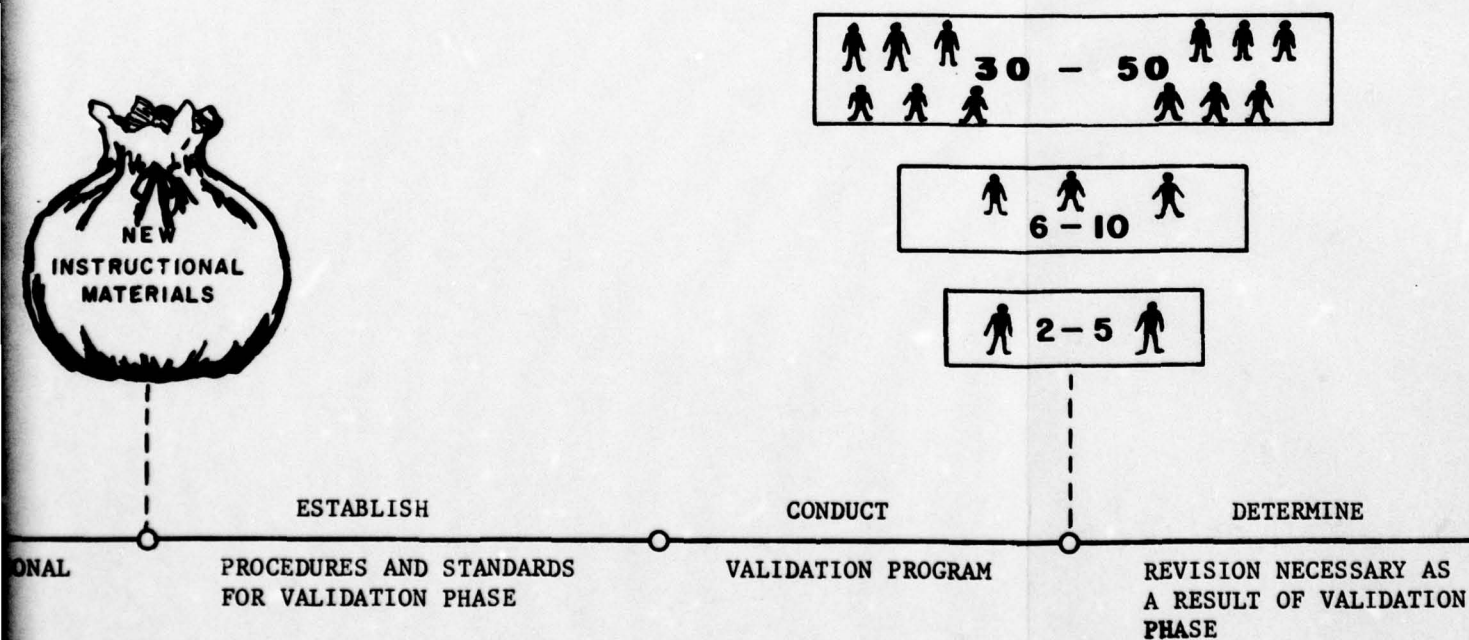 30 - 50
6-10
2-5
NEW
INSTRUCTIONAL
MATERIALS
ESTABLISH
CONDUCT
DETERMINE
ONAL
PROCEDURES AND STANDARDS
FOR VALIDATION PHASE
VALIDATION PROGRAM
REVISION NECESSARY AS
A RESULT OF VALIDATION
PHASE